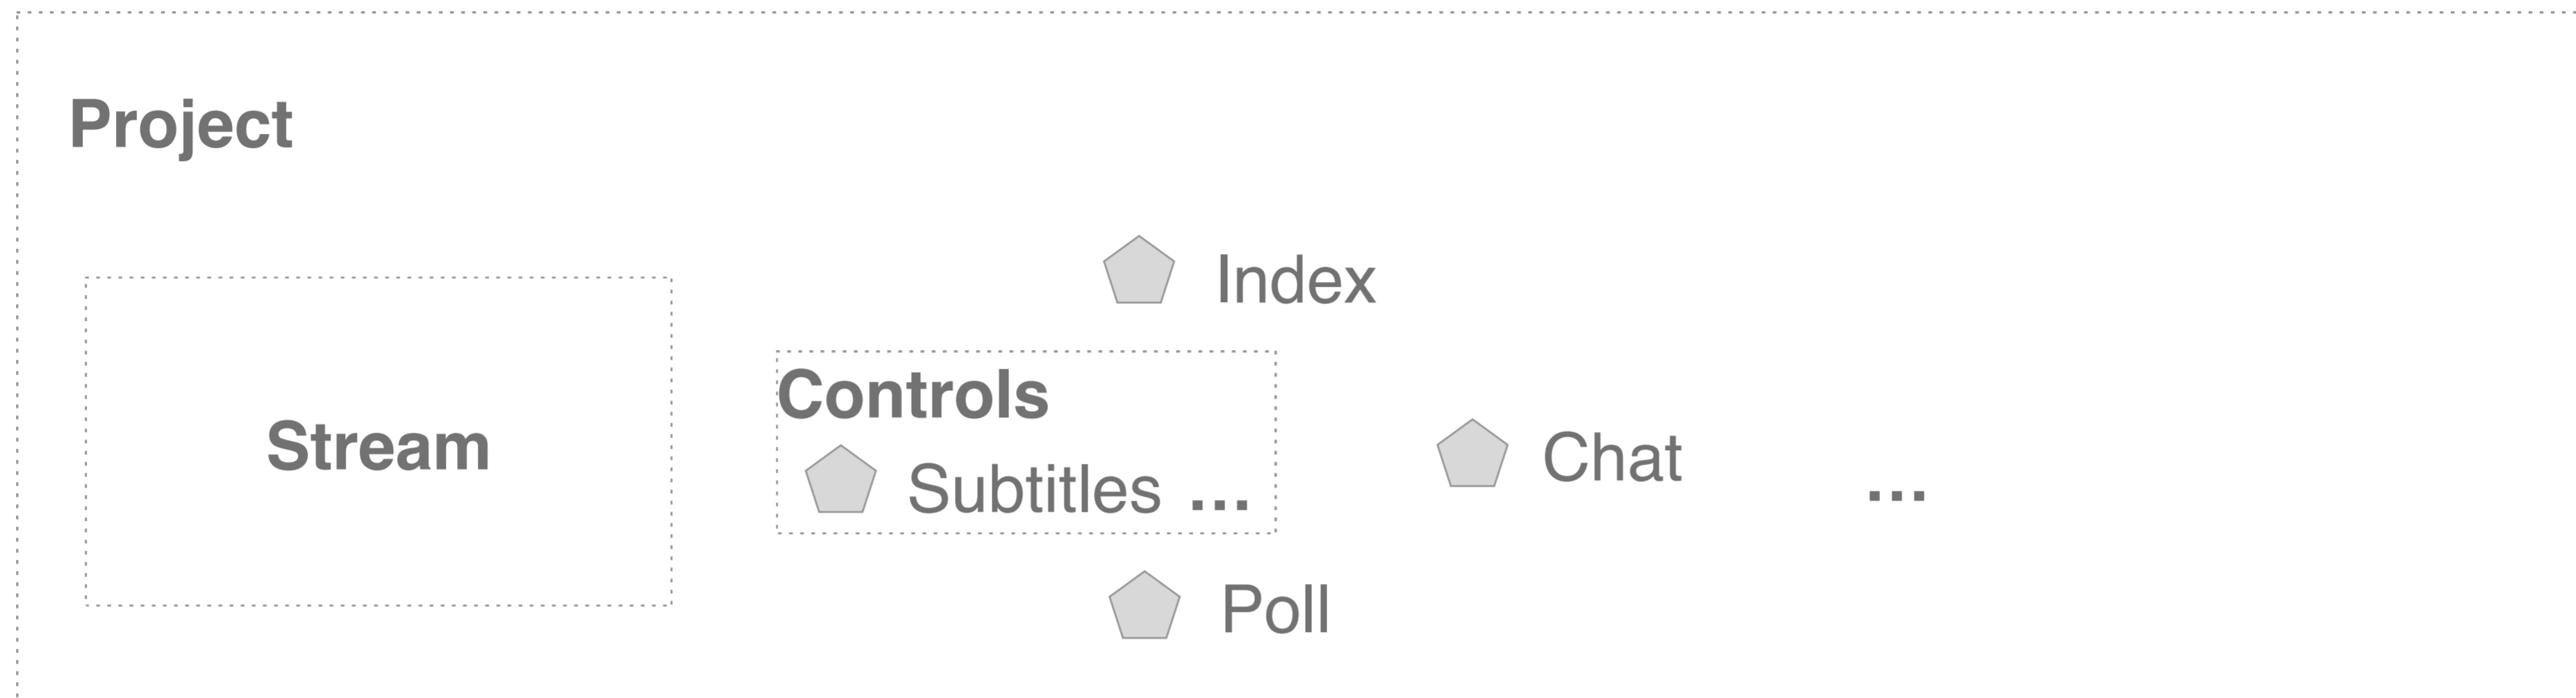 Project
Index
Controls
Stream
Subtitles ...
Chat
...
Poll